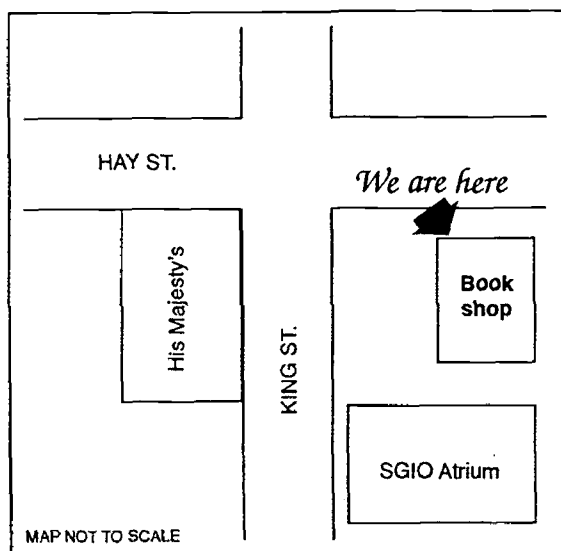 HAY ST.
We are here
His Majesty's
KING ST.
Book
shop
SGIO Atrium
MAP NOT TO SCALE